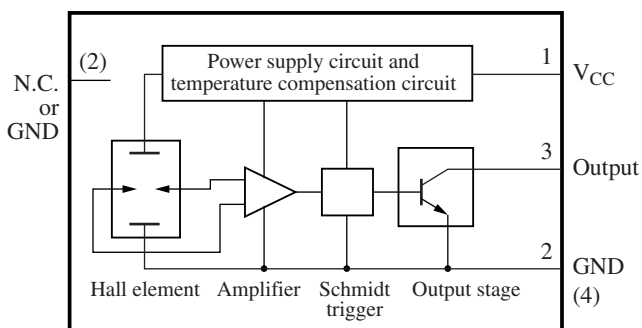 (2)
N.C.
or
GND
Power supply circuit and
temperature compensation circuit
1
V_CC
3
Output
2
GND
(4)
Hall element
Amplifier
Schmidt
trigger
Output stage